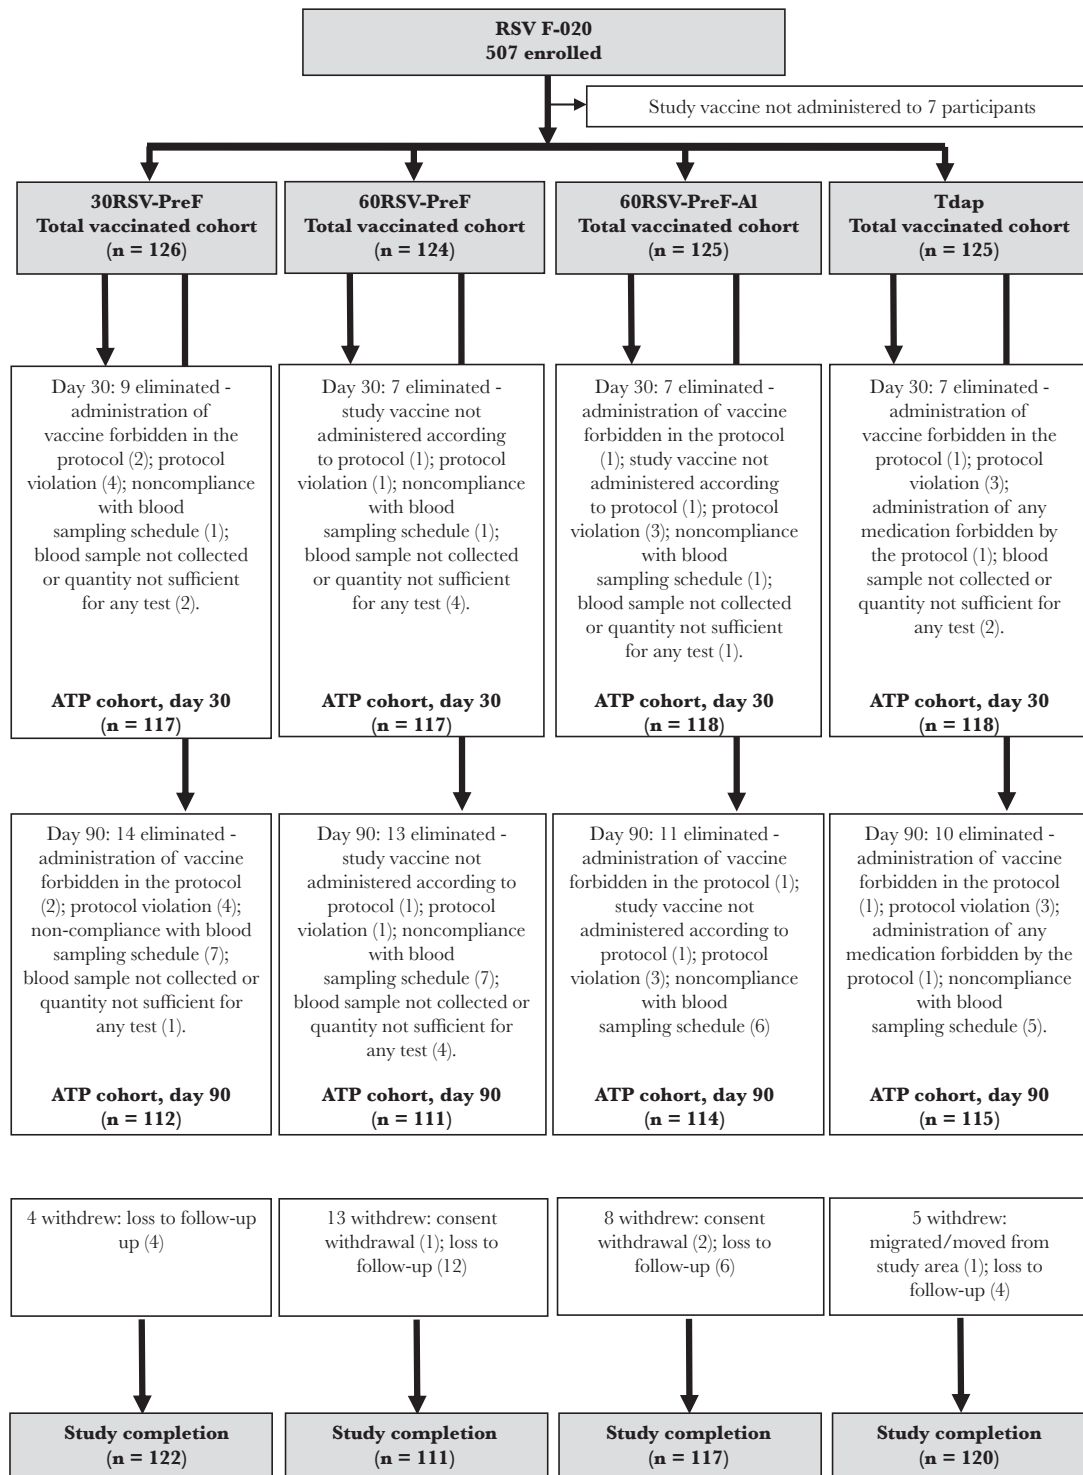 RSV F-020
507 enrolled
Study vaccine not administered to 7 participants
30RSV-PreF
Total vaccinated cohort
(n = 126)
60RSV-PreF
Total vaccinated cohort
(n = 124)
60RSV-PreF-Al
Total vaccinated cohort
(n = 125)
Tdap
Total vaccinated cohort
(n = 125)
Day 30: 9 eliminated -
administration of
vaccine forbidden in the
protocol (2); protocol
violation (4); noncompliance
with blood
sampling schedule (1);
blood sample not collected
or quantity not sufficient
for any test (2).
ATP cohort, day 30
(n = 117)
Day 30: 7 eliminated -
study vaccine not
administered according
to protocol (1); protocol
violation (1); noncompliance
with blood
sampling schedule (1);
blood sample not collected
or quantity not sufficient
for any test (4).
ATP cohort, day 30
(n = 117)
Day 30: 7 eliminated -
administration of vaccine
forbidden in the protocol
(1); study vaccine not
administered according
to protocol (1); protocol
violation (3); noncompliance
with blood
sampling schedule (1);
blood sample not collected
or quantity not sufficient
for any test (1).
ATP cohort, day 30
(n = 118)
Day 30: 7 eliminated -
administration of
vaccine forbidden in the
protocol (1); protocol
violation (3);
administration of any
medication forbidden by
the protocol (1); blood
sample not collected or
quantity not sufficient for
any test (2).
ATP cohort, day 30
(n = 118)
Day 90: 14 eliminated -
administration of vaccine
forbidden in the protocol
(2); protocol violation (4);
non-compliance with blood
sampling schedule (7);
blood sample not collected or
quantity not sufficient for
any test (1).
ATP cohort, day 90
(n = 112)
Day 90: 13 eliminated -
study vaccine not
administered according to
protocol (1); protocol
violation (1); noncompliance
with blood
sampling schedule (7);
blood sample not collected or
quantity not sufficient for
any test (4).
ATP cohort, day 90
(n = 111)
Day 90: 11 eliminated -
administration of vaccine
forbidden in the protocol (1);
study vaccine not
administered according to
protocol (1); protocol
violation (3); noncompliance
with blood
sampling schedule (6)
ATP cohort, day 90
(n = 114)
Day 90: 10 eliminated -
administration of vaccine
forbidden in the protocol
(1); protocol violation (3);
administration of any
medication forbidden by the
protocol (1); noncompliance
with blood
sampling schedule (5).
ATP cohort, day 90
(n = 115)
4 withdrew: loss to follow-up
up (4)
13 withdrew: consent
withdrawal (1); loss to
follow-up (12)
8 withdrew: consent
withdrawal (2); loss to
follow-up (6)
5 withdrew:
migrated/moved from
study area (1); loss to
follow-up (4)
Study completion
(n = 122)
Study completion
(n = 111)
Study completion
(n = 117)
Study completion
(n = 120)